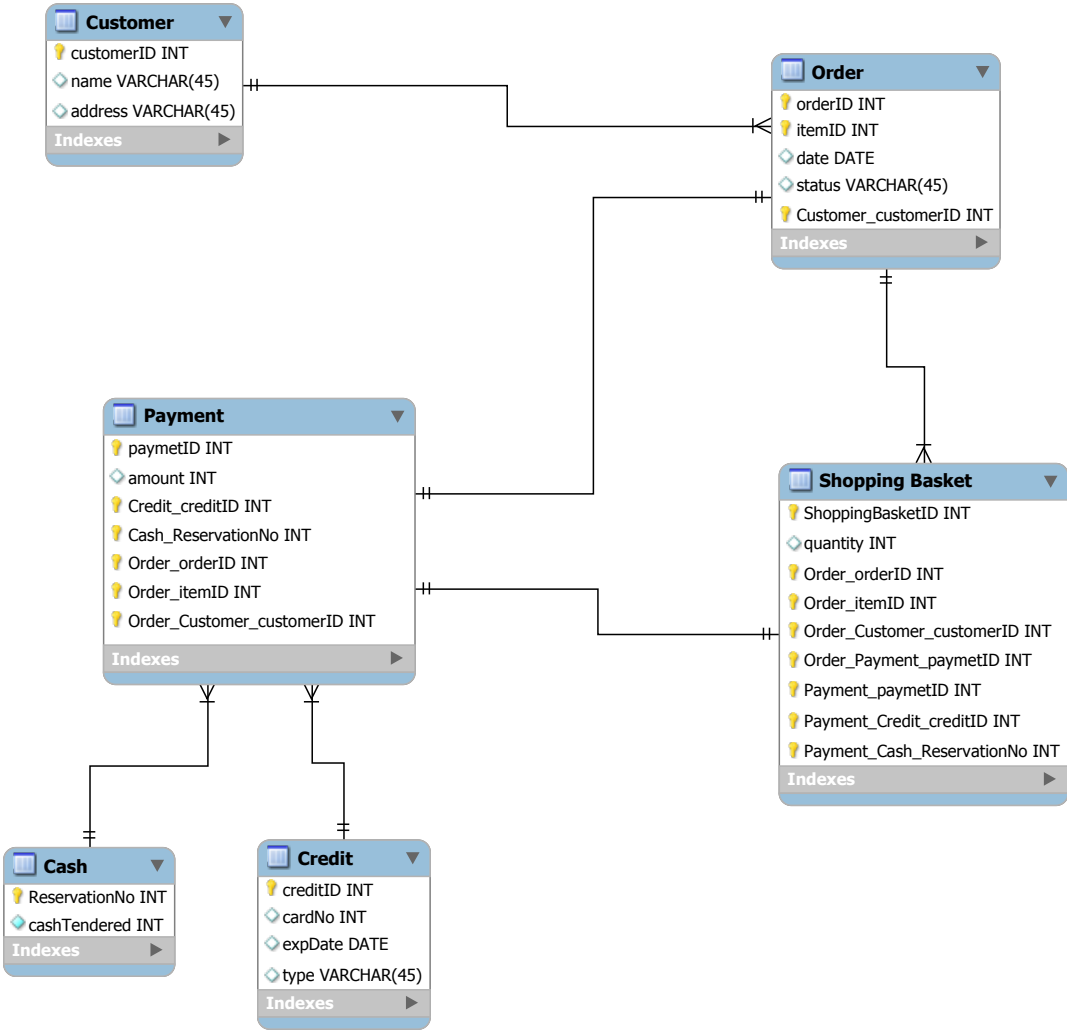 Customer
customerID INT
name VARCHAR(45)
address VARCHAR(45)
Indexes
Order
orderID INT
itemID INT
date DATE
status VARCHAR(45)
Customer_customerID INT
Indexes
Payment
paymetID INT
amount INT
Credit_creditID INT
Cash_ReservationNo INT
Order_orderID INT
Order_itemID INT
Order_Customer_customerID INT
Indexes
Shopping Basket
ShoppingBasketID INT
quantity INT
Order_orderID INT
Order_itemID INT
Order_Customer_customerID INT
Order_Payment_paymetID INT
Payment_paymetID INT
Payment_Credit_creditID INT
Payment_Cash_ReservationNo INT
Indexes
Cash
ReservationNo INT
cashTendered INT
Indexes
Credit
creditID INT
cardNo INT
expDate DATE
type VARCHAR(45)
Indexes